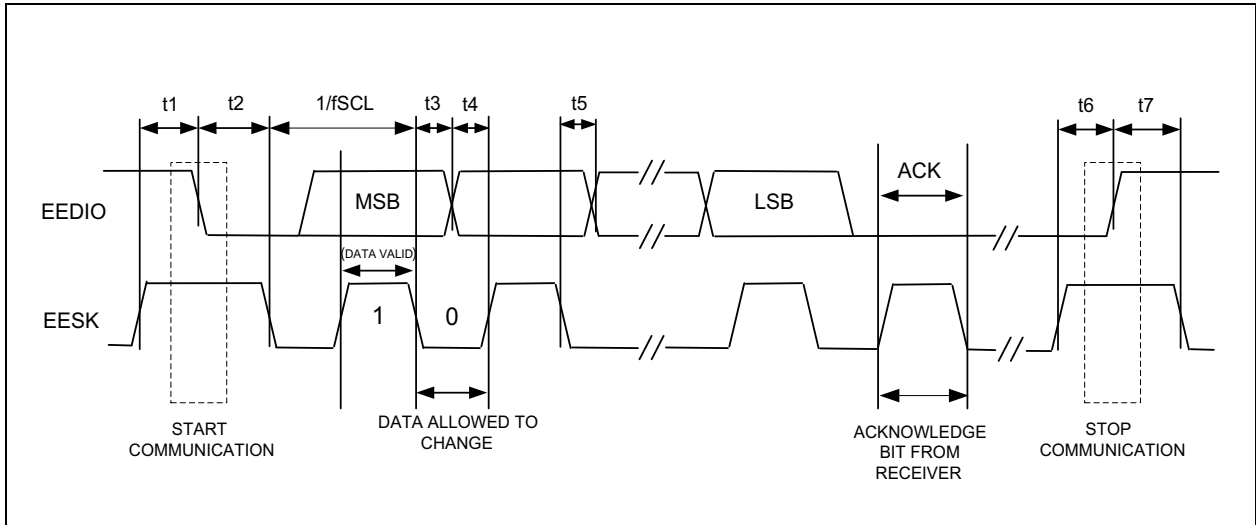 t1
t2
1/fSCL
t3
t4
t5
t6
t7
EEDIO
MSB
LSB
ACK
(DATA VALID)
EESK
1
0
START
COMMUNICATION
DATA ALLOWED TO
CHANGE
ACKNOWLEDGE
BIT FROM
RECEIVER
STOP
COMMUNICATION